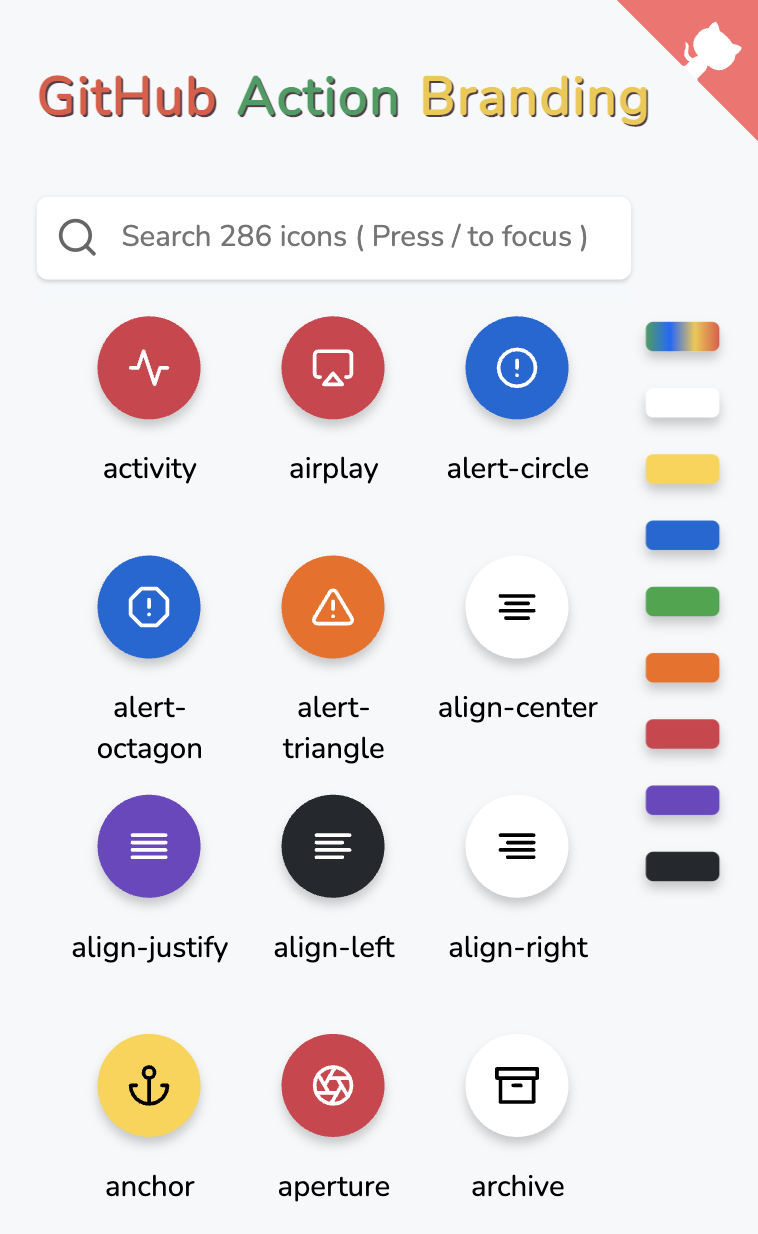 GitHub Action Branding
Search 286 icons ( Press / to focus )
activity
airplay
alert-circle
alert-
octagon
alert-
triangle
align-center
align-justify
align-left
align-right
anchor
aperture
archive